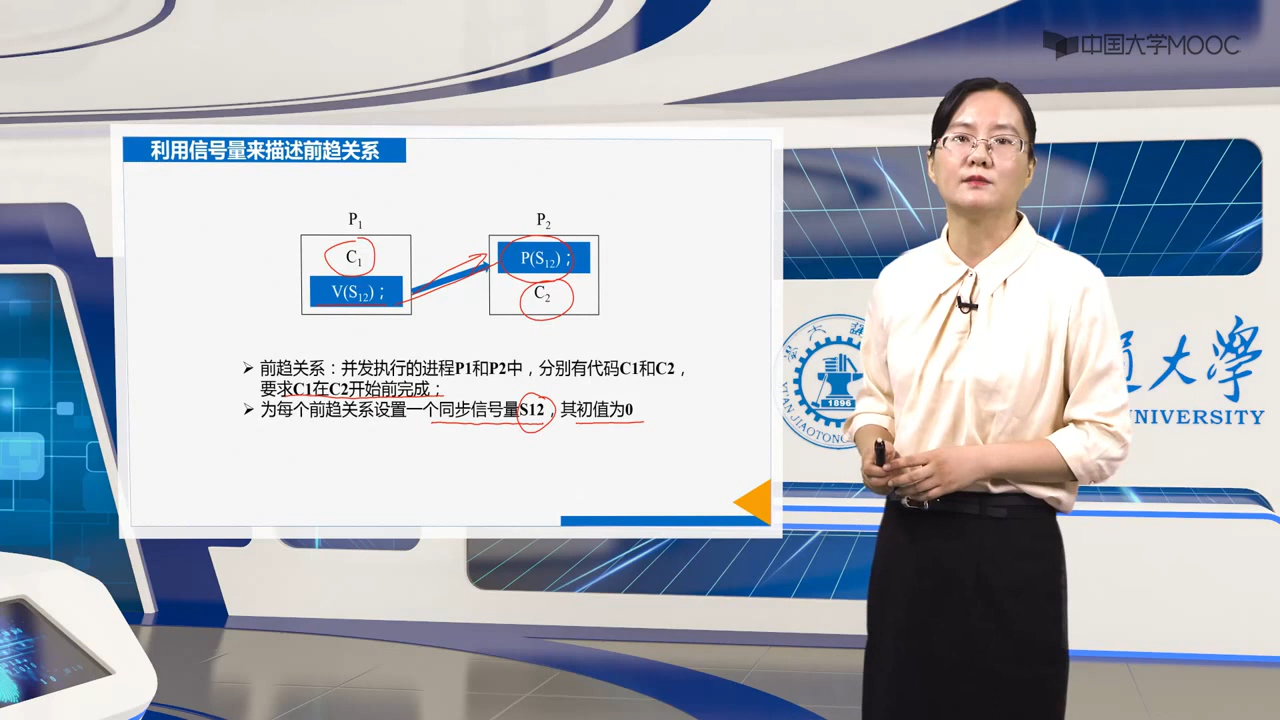 中国大学MOOC
利用信号量来描述前趋关系
P1
P2
C1
V(S12)；
P(S12)；
C2
➢ 前趋关系：并发执行的进程P1和P2中，分别有代码C1和C2，
要求C1在C2开始前完成；
➢ 为每个前趋关系设置一个同步信号量S12，其初值为0
大學
1896
UNIVERSITY